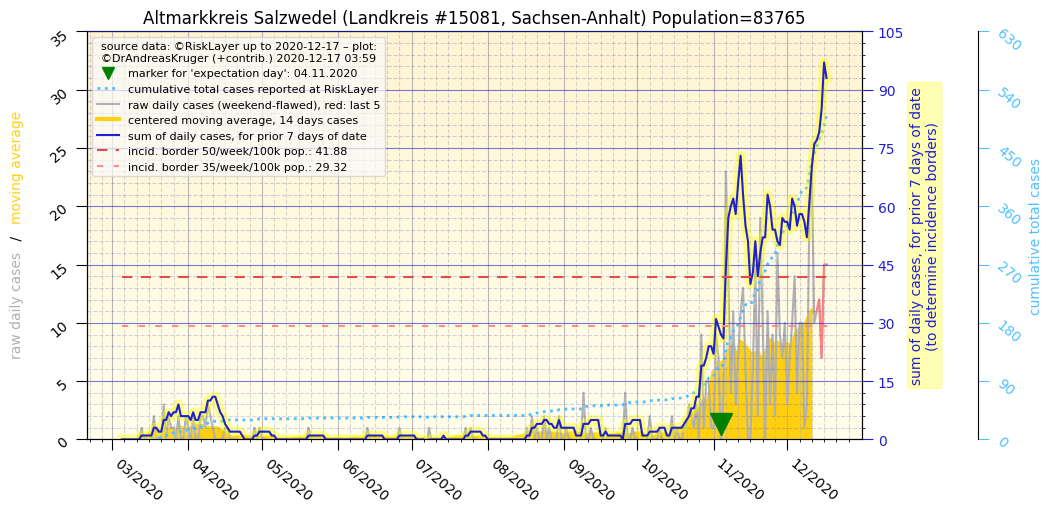 Altmarkkreis Salzwedel (Landkreis #15081, Sachsen-Anhalt) Population=83765
source data: ©RiskLayer up to 2020-12-17 – plot:
©DrAndreasKruger (+contrib.) 2020-12-17 03:59
marker for 'expectation day': 04.11.2020
cumulative total cases reported at RiskLayer
raw daily cases (weekend-flawed), red: last 5
centered moving average, 14 days cases
sum of daily cases, for prior 7 days of date
incid. border 50/week/100k pop.: 41.88
incid. border 35/week/100k pop.: 29.32
raw daily cases / moving average
35
30
25
20
15
10
5
0
03/2020
04/2020
05/2020
06/2020
07/2020
08/2020
09/2020
10/2020
11/2020
12/2020
105
90
75
60
45
30
15
0
sum of daily cases, for prior 7 days of date
(to determine incidence borders)
630
540
450
360
270
180
90
0
cumulative total cases